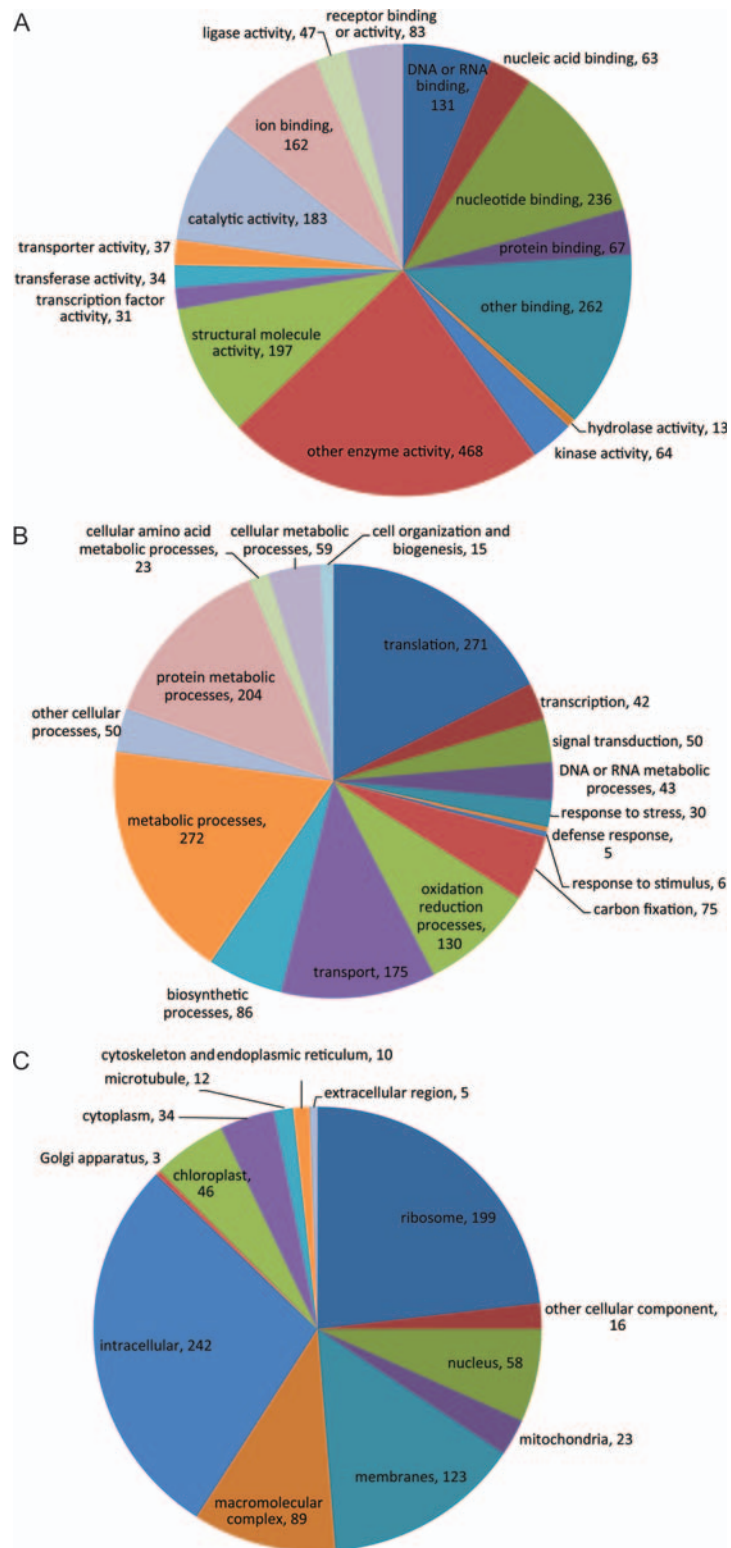 A
receptor binding
or activity, 83
ligase activity, 47
DNA or RNA
binding,
131
nucleic acid binding, 63
ion binding,
162
nucleotide binding, 236
catalytic activity, 183
protein binding, 67
transporter activity, 37
transferase activity, 34
transcription factor
activity, 31
other binding, 262
structural molecule
activity, 197
hydrolase activity, 13
other enzyme activity, 468
kinase activity, 64
B
cellular amino acid
metabolic processes,
23
cellular metabolic
processes, 59
cell organization and
biogenesis, 15
translation, 271
protein metabolic
processes, 204
transcription, 42
other cellular
processes, 50
signal transduction, 50
DNA or RNA metabolic
processes, 43
response to stress, 30
metabolic processes,
272
defense response,
5
response to stimulus, 6
oxidation
reduction
processes,
130
carbon fixation, 75
transport, 175
biosynthetic
processes, 86
C
cytoskeleton and endoplasmic reticulum, 10
microtubule, 12
extracellular region, 5
cytoplasm, 34
Golgi apparatus, 3
chloroplast,
46
ribosome, 199
other cellular component,
16
intracellular, 242
nucleus, 58
mitochondria, 23
membranes, 123
macromolecular
complex, 89